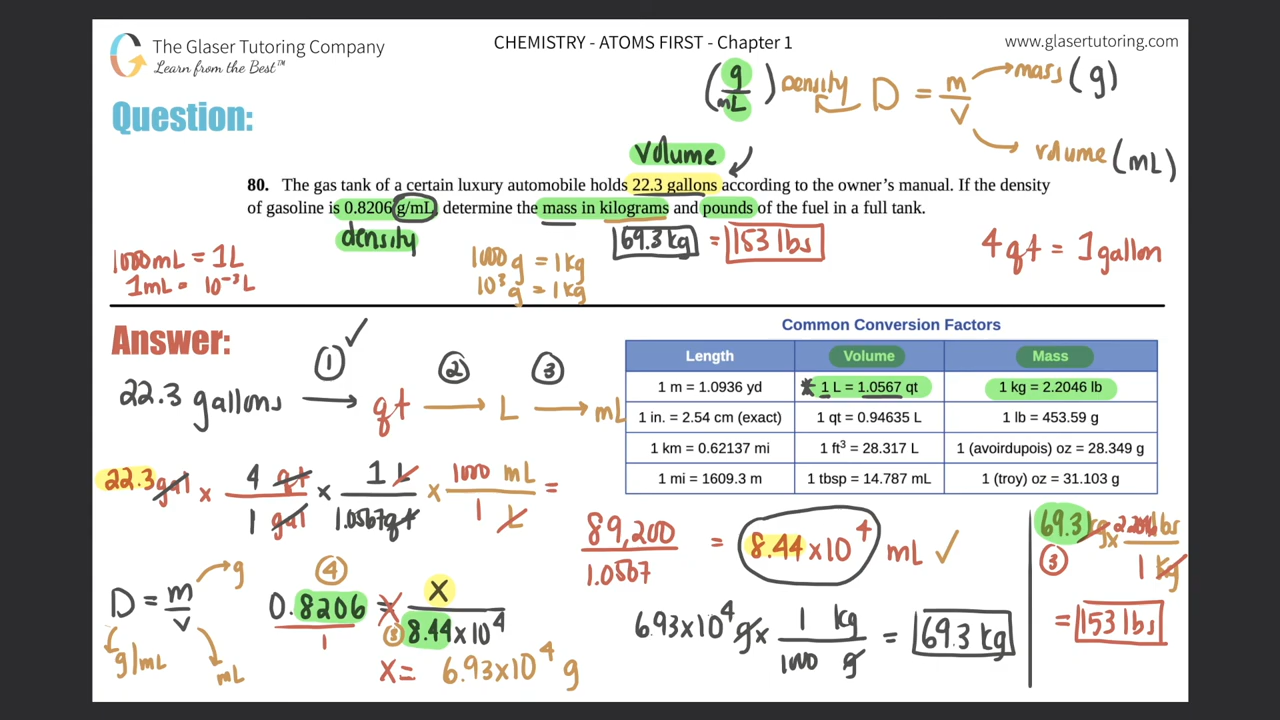 The Glaser Tutoring Company
Learn from the Best™
CHEMISTRY - ATOMS FIRST - Chapter 1
www.glasertutoring.com
(g/mL) Density D = m/v
mass (g)
volume (mL)
Question:
volume
80. The gas tank of a certain luxury automobile holds 22.3 gallons according to the owner's manual. If the density
of gasoline is 0.8206 g/mL, determine the mass in kilograms and pounds of the fuel in a full tank.
density
69.3 kg = 153 lbs
4 qt = 1 gallon
1000 mL = 1L
1 mL = 10⁻³ L
1000 g = 1 kg
10³ g = 1 kg
Answer:
① ② ③
22.3 gallons → qt → L → mL
Common Conversion Factors
Length Volume Mass
1 m = 1.0936 yd * 1 L = 1.0567 qt 1 kg = 2.2046 lb
1 in. = 2.54 cm (exact) 1 qt = 0.94635 L 1 lb = 453.59 g
1 km = 0.62137 mi 1 ft³ = 28.317 L 1 (avoirdupois) oz = 28.349 g
1 mi = 1609.3 m 1 tbsp = 14.787 mL 1 (troy) oz = 31.103 g
22.3 gal x 4 qt / 1 gal x 1 L / 1.0567 qt x 1000 mL / 1 L =
89,200 / 1.0567 = 8.44 x 10⁴ mL ✓
D = m/v
g
g/mL
mL
④
0.8206 / 1 = x / 8.44 x 10⁴
③
x = 6.93 x 10⁴ g
6.93 x 10⁴ g x 1 kg / 1000 g = 69.3 kg
69.3 kg x 2.2046 lbs / 1 kg
③
= 153 lbs